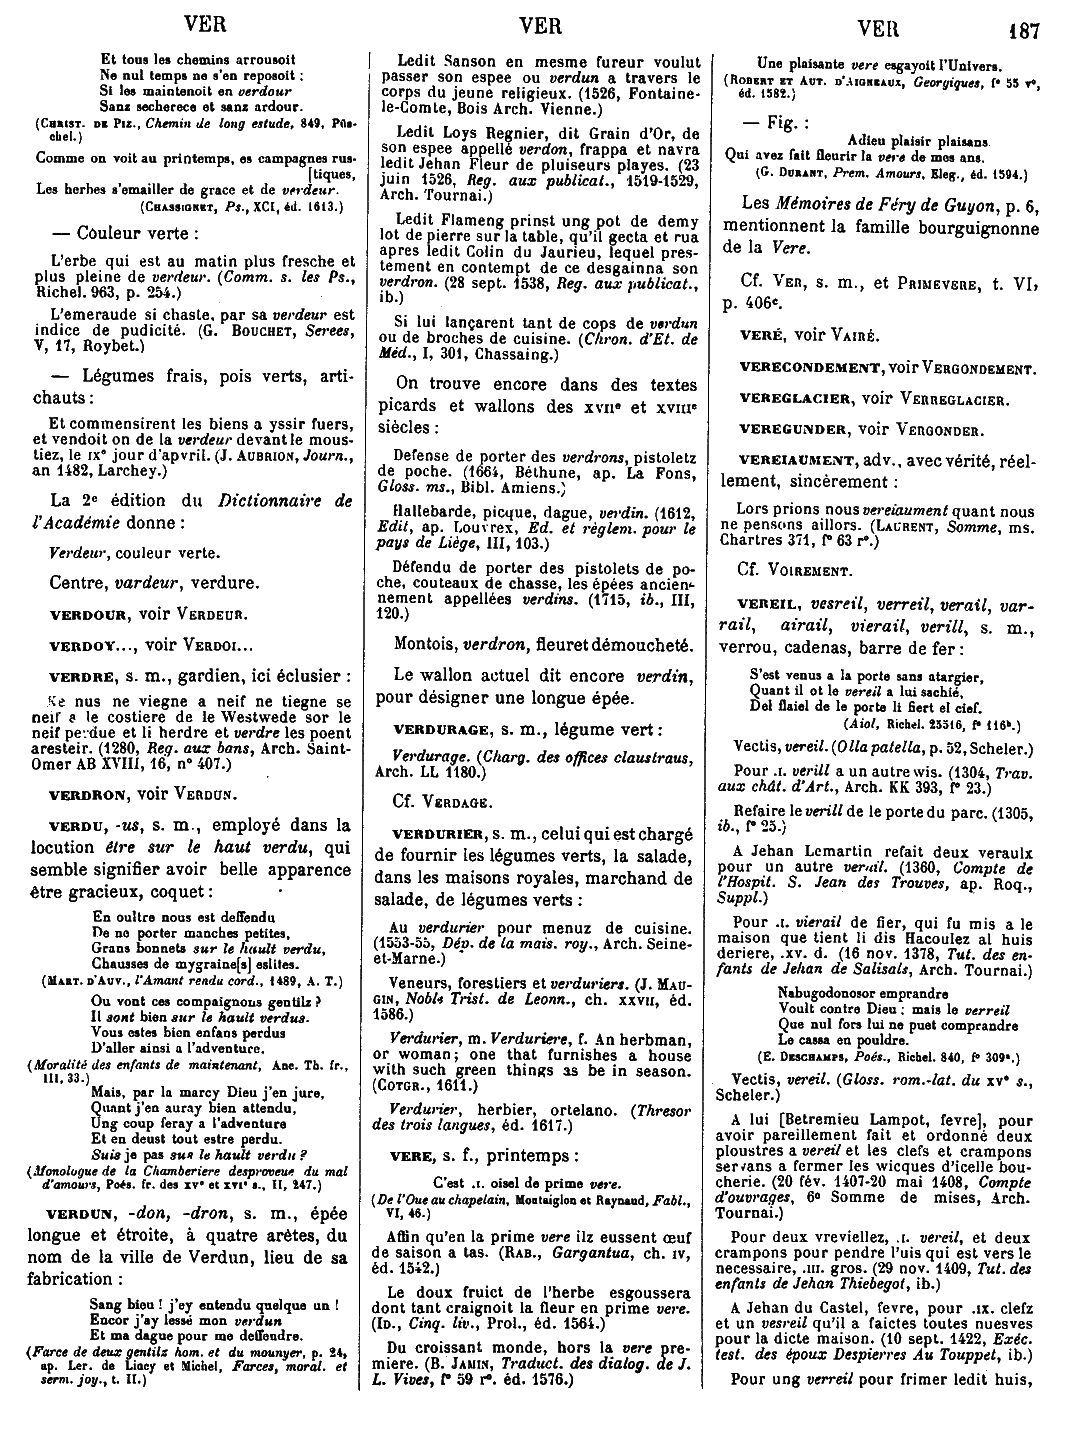 VER VER VER 187
Et tous les chemins arrousoit
Ne nul temps ne s'en reposoit ;
Si les maintenoit en verdour
Sanz secherece et sanz ardour.
(CHRIST. DE PIZ., Chemin de long estude, 849, Püs-
chel.)
Comme on voit au printemps, es campagnes rus-
[tiques,
Les herbes s'emailler de grace et de verdeur.
(CHASSIGNET, Ps., XCI, éd. 1613.)
— Couleur verte :
L'erbe qui est au matin plus fresche et
plus pleine de verdeur. (Comm. s. les Ps.,
Richel. 963, p. 254.)
L'emeraude si chaste, par sa verdeur est
indice de pudicité. (G. BOUCHET, Serees,
V, 17, Roybet.)
— Légumes frais, pois verts, arti-
chauts :
Et commensirent les biens a yssir fuers,
et vendoit on de la verdeur devant le mous-
tiez, le IXe jour d'apvril. (J. AUBRION, Journ.,
an 1482, Larchey.)
La 2e édition du Dictionnaire de
l'Académie donne :
Verdeur, couleur verte.
Centre, vardeur, verdure.
VERDOUR, voir VERDEUR.
VERDOY..., voir VERDOI...
VERDRE, s. m., gardien, ici éclusier :
Ke nus ne viegne a neif ne tiegne se
neif a le costiere de le Westwede sor le
neif perdue et li herdre et verdre les poent
aresteir. (1280, Reg. aux bans, Arch. Saint-
Omer AB XVIII, 16, n° 407.)
VERDRON, voir VERDUN.
VERDU, -us, s. m., employé dans la
locution être sur le haut verdu, qui
semble signifier avoir belle apparence
être gracieux, coquet :
En oultre nous est deffendu
De no porter manches petites,
Grans bonnets sur le hault verdu,
Chausses de mygraine[s] eslites.
(MART. D'AUV., l'Amant rendu cord., 1489, A. T.)
Ou vont ces compaignous gentilz ?
Il sont bien sur le hault verdus.
Vous estes bien enfans perdus
D'aller ainsi a l'adventure.
(Moralité des enfants de maintenant, Anc. Th. fr.,
III, 33.)
Mais, par la marcy Dieu j'en jure,
Quant j'en auray bien attendu,
Ung coup feray a l'adventure
Et en deust tout estre perdu.
Suis je pas sus le hault verdu ?
(Monologue de la Chamberiere desproveue du mal
d'amours, Poés. fr. des XVe et XVIe s., II, 247.)
VERDUN, -don, -dron, s. m., épée
longue et étroite, à quatre arètes, du
nom de la ville de Verdun, lieu de sa
fabrication :
Sang bieu ! j'ey entendu quelque un !
Encor j'ay lessé mon verdun
Et ma dague pour me deffendre.
(Farce de deux gentilz hom. et du mounyer, p. 24,
ap. Ler. de Lincy et Michel, Farces, moral. et
serm. joy., t. II.)
Ledit Sanson en mesme fureur voulut
passer son espee ou verdun a travers le
corps du jeune religieux. (1526, Fontaine-
le-Comte, Bois Arch. Vienne.)
Ledit Loys Regnier, dit Grain d'Or, de
son espee appellé verdon, frappa et navra
ledit Jehan Fleur de pluiseurs playes. (23
juin 1526, Reg. aux publicat., 1519-1529,
Arch. Tournai.)
Ledit Flameng prinst ung pot de demy
lot de pierre sur la table, qu'il gecta et rua
apres ledit Colin du Jaurieu, lequel pres-
tement en contempt de ce desgainna son
verdron. (28 sept. 1538, Reg. aux publicat.,
ib.)
Si lui lançarent tant de cops de verdun
ou de broches de cuisine. (Chron. d'Et. de
Méd., I, 301, Chassaing.)
On trouve encore dans des textes
picards et wallons des XVIIe et XVIIIe
siècles :
Defense de porter des verdrons, pistoletz
de poche. (1664, Béthune, ap. La Fons,
Gloss. ms., Bibl. Amiens.)
Hallebarde, picque, dague, verdin. (1612,
Edit, ap. Louvrex, Ed. et règlem. pour le
pays de Liège, III, 103.)
Défendu de porter des pistolets de po-
che, couteaux de chasse, les épées ancien-
nement appellées verdins. (1715, ib., III,
120.)
Montois, verdron, fleuret démoucheté.
Le wallon actuel dit encore verdin,
pour désigner une longue épée.
VERDURAGE, s. m., légume vert :
Verdurage. (Charg. des offices claustraus,
Arch. LL 1180.)
Cf. VERDAGE.
VERDURIER, s. m., celui qui est chargé
de fournir les légumes verts, la salade,
dans les maisons royales, marchand de
salade, de légumes verts :
Au verdurier pour menuz de cuisine.
(1553-55, Dép. de la mais. roy., Arch. Seine-
et-Marne.)
Veneurs, forestiers et verduriers. (J. MAU-
GIN, Noble Trist. de Leonn., ch. XXVII, éd.
1586.)
Verdurier, m. Verduriere, f. An herbman,
or woman ; one that furnishes a house
with such green things as be in season.
(COTGR., 1611.)
Verdurier, herbier, ortelano. (Thresor
des trois langues, éd. 1617.)
VERE, s. f., printemps :
C'est .I. oisel de prime vere.
(De l'Oue au chapelain, Montaiglon et Raynaud, Fabl.,
VI, 46.)
Affin qu'en la prime vere ilz eussent œuf
de saison a tas. (RAB., Gargantua, ch. IV,
éd. 1542.)
Le doux fruict de l'herbe esgoussera
dont tant craignoit la fleur en prime vere.
(ID., Cinq. liv., Prol., éd. 1564.)
Du croissant monde, hors la vere pre-
miere. (B. JAMIN, Traduct. des dialog. de J.
L. Vives, f° 59 r°. éd. 1576.)
Une plaisante vere esgayoit l'Univers.
(ROBERT ET ANT. D'AIGNEAUX, Georgiques, f° 55 v°,
éd. 1582.)
— Fig. :
Adieu plaisir plaisans.
Qui avez fait fleurir la vere de mes ans.
(G. DURANT, Prem. Amours, Eleg., éd. 1594.)
Les Mémoires de Féry de Guyon, p. 6,
mentionnent la famille bourguignonne
de la Vere.
Cf. VER, s. m., et PRIMEVERE, t. VI,
p. 406c.
VERÉ, voir VAIRÉ.
VERECONDEMENT, voir VERGONDEMENT.
VEREGLACIER, voir VERREGLACIER.
VEREGUNDER, voir VERGONDER.
VEREIAUMENT, adv., avec vérité, réel-
lement, sincèrement :
Lors prions nous vereiaument quant nous
ne pensons aillors. (LAURENT, Somme, ms.
Chartres 371, f° 63 r°.)
Cf. VOIREMENT.
VEREIL, vesreil, verreil, verail, var-
rail, airail, vierail, verill, s. m.,
verrou, cadenas, barre de fer :
S'est venus a la porte sans atargier,
Quant il ot le vereil a lui sachié,
Del flaiel de le porte li fiert el cief.
(Aiol, Richel. 25516, f° 116b.)
Vectis, vereil. (Olla patella, p. 52, Scheler.)
Pour .I. verill a un autre wis. (1304, Trav.
aux chât. d'Art., Arch. KK 393, f° 23.)
Refaire le verill de le porte du parc. (1305,
ib., f° 25.)
A Jehan Lemartin refait deux veraulx
pour un autre verail. (1360, Compte de
l'Hospit. S. Jean des Trouves, ap. Roq.,
Suppl.)
Pour .I. vierail de fier, qui fu mis a le
maison que tient li dis Hacoulez al huis
deriere, .XV. d. (16 nov. 1378, Tut. des en-
fants de Jehan de Salisals, Arch. Tournai.)
Nabugodonosor emprandre
Voult contre Dieu ; mais le verreil
Que nul fors lui ne puet comprandre
Le cassa en pouldre.
(E. DESCHAMPS, Poés., Richel. 840, f° 309a.)
Vectis, vereil. (Gloss. rom.-lat. du XVe s.,
Scheler.)
A lui [Betremieu Lampot, fevre], pour
avoir pareillement fait et ordonné deux
ploustres a vereil et les clefs et crampons
servans a fermer les wicques d'icelle bou-
cherie. (20 fév. 1407-20 mai 1408, Compte
d'ouvrages, 6e Somme de mises, Arch.
Tournai.)
Pour deux vreviellez, .I. vereil, et deux
crampons pour pendre l'uis qui est vers le
necessaire, .III. gros. (29 nov. 1409, Tut. des
enfants de Jehan Thiebegot, ib.)
A Jehan du Castel, fevre, pour .IX. clefz
et un vesreil qu'il a faictes toutes nuesves
pour la dicte maison. (10 sept. 1422, Exéc.
test. des époux Despierres Au Touppet, ib.)
Pour ung verreil pour frimer ledit huis,